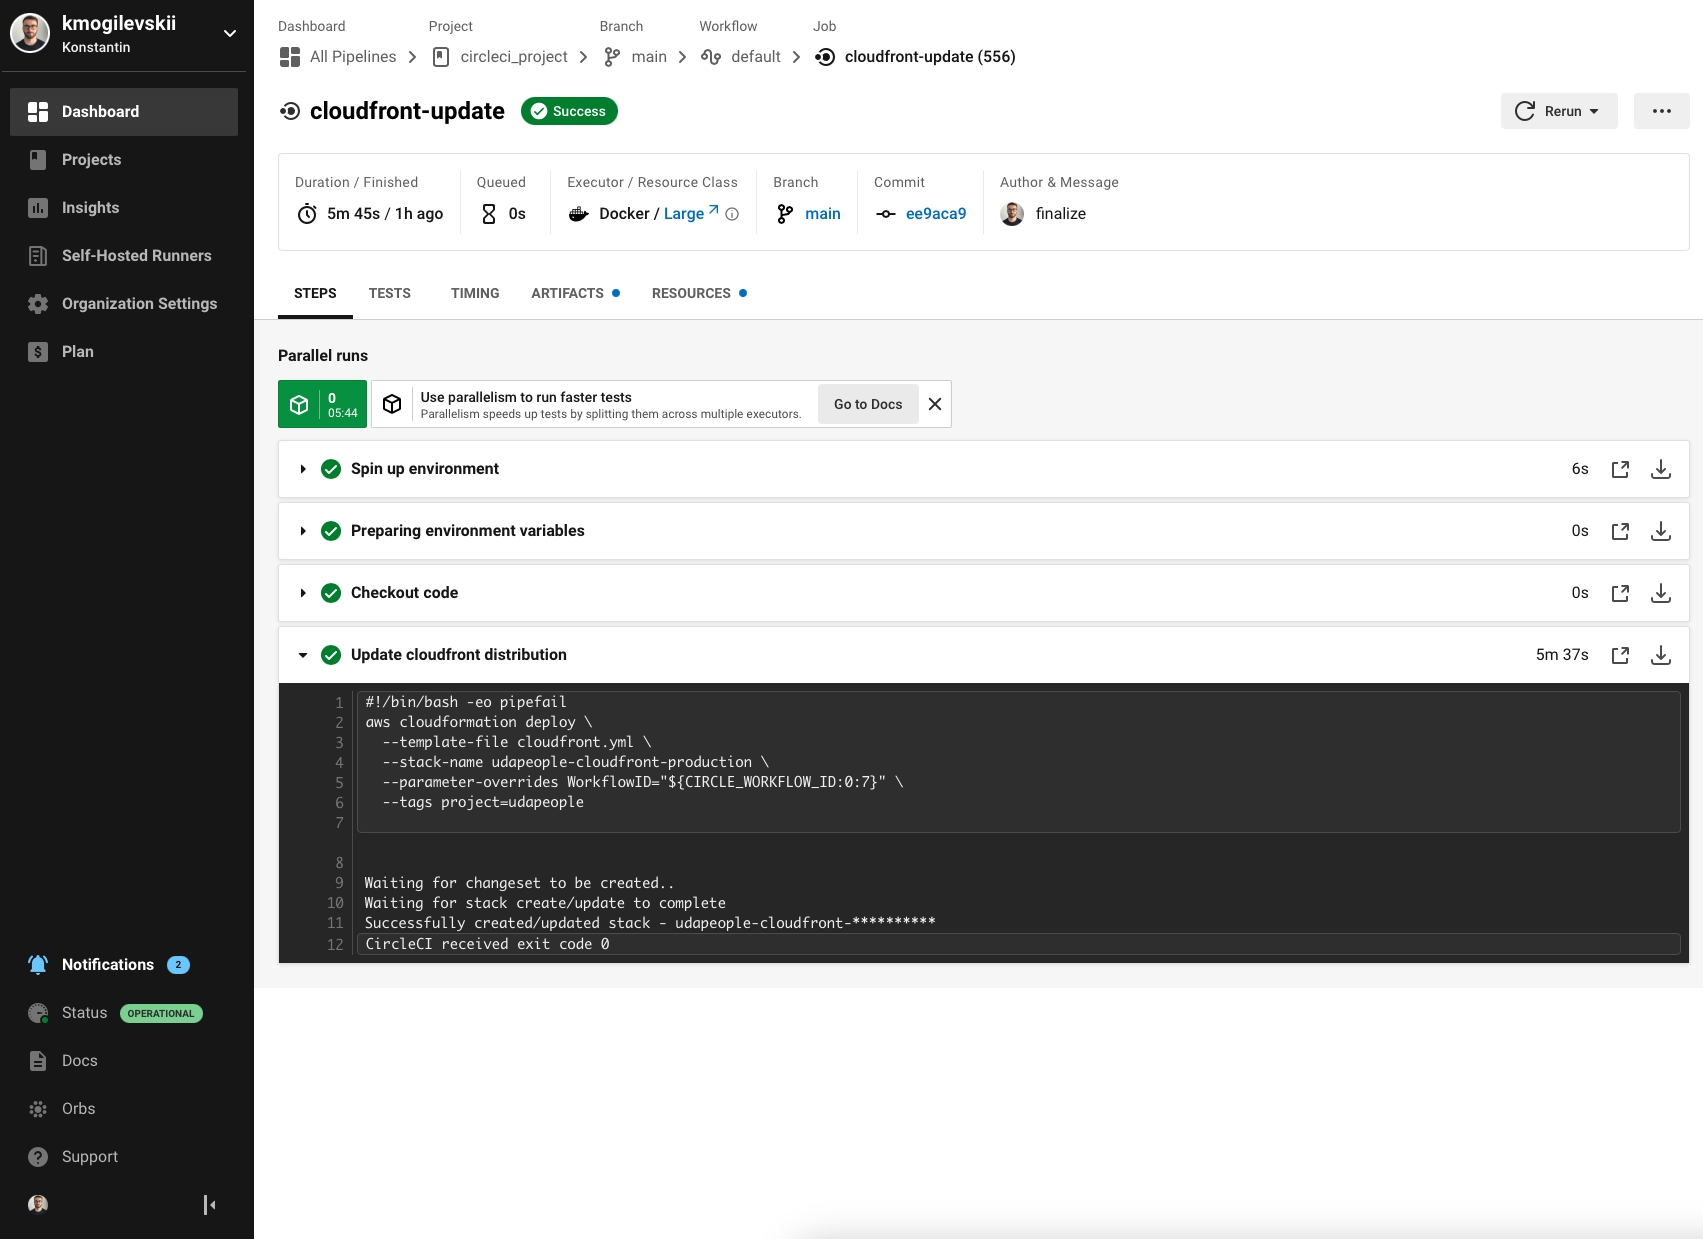 kmogilevskii
Konstantin
Dashboard
Projects
Insights
Self-Hosted Runners
Organization Settings
Plan
Notifications 2
Status OPERATIONAL
Docs
Orbs
Support
Dashboard Project Branch Workflow Job
All Pipelines circleci_project main default cloudfront-update (556)
cloudfront-update Success
Rerun
Duration / Finished Queued Executor / Resource Class Branch Commit Author & Message
5m 45s / 1h ago 0s Docker / Large main ee9aca9 finalize
STEPS TESTS TIMING ARTIFACTS RESOURCES
Parallel runs
0
05:44
Use parallelism to run faster tests
Parallelism speeds up tests by splitting them across multiple executors.
Go to Docs
Spin up environment 6s
Preparing environment variables 0s
Checkout code 0s
Update cloudfront distribution 5m 37s
1 #!/bin/bash -eo pipefail
2 aws cloudformation deploy \
3 --template-file cloudfront.yml \
4 --stack-name udapeople-cloudfront-production \
5 --parameter-overrides WorkflowID="${CIRCLE_WORKFLOW_ID:0:7}" \
6 --tags project=udapeople
7
8
9 Waiting for changeset to be created..
10 Waiting for stack create/update to complete
11 Successfully created/updated stack - udapeople-cloudfront-**********
12 CircleCI received exit code 0